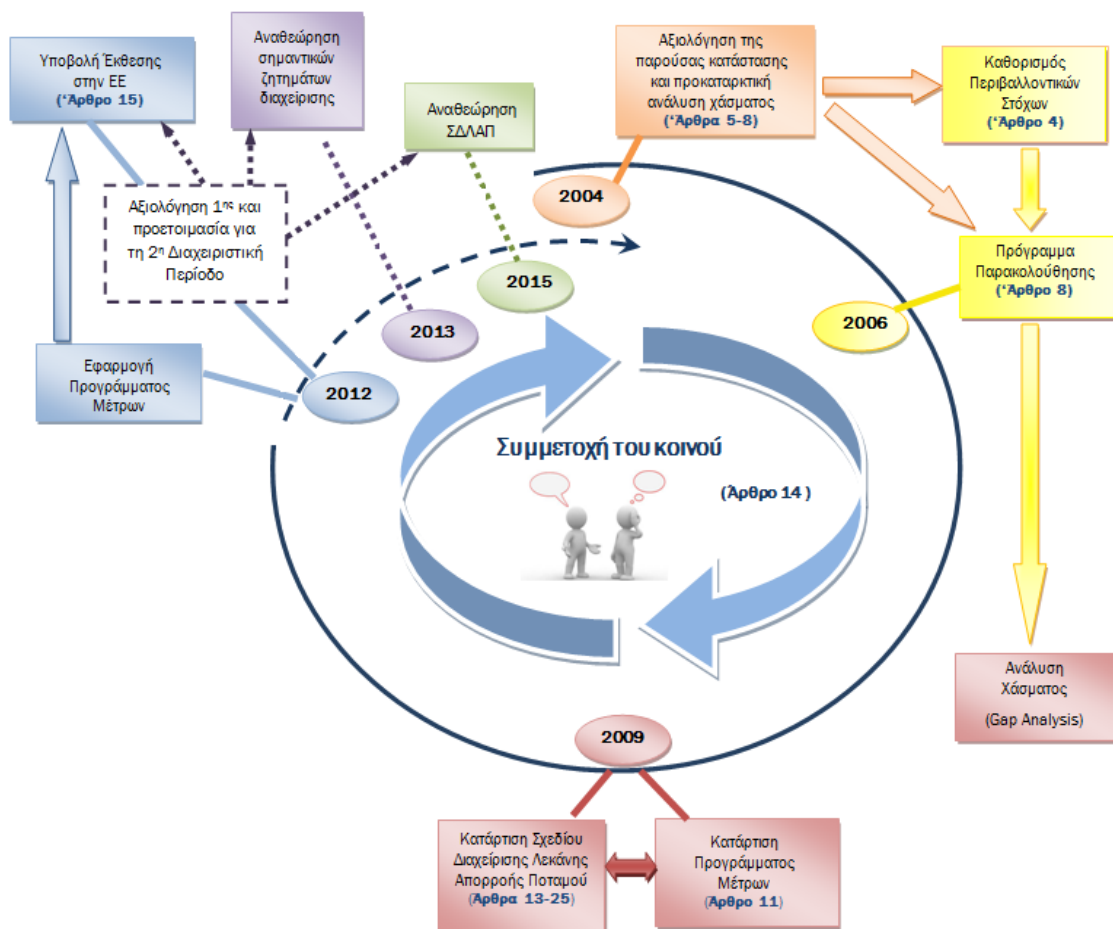 Υποβολή Έκθεσης
στην ΕΕ
(‘Άρθρο 15)
Αναθεώρηση
σημαντικών
ζητημάτων
διαχείρισης
Αναθεώρηση
ΣΔΛΑΠ
Αξιολόγηση της
παρούσας κατάστασης
και προκαταρκτική
ανάλυση χάσματος
(‘Άρθρα 5-8)
Καθορισμός
Περιβαλλοντικών
Στόχων
(‘Άρθρο 4)
Αξιολόγηση 1ης και
προετοιμασία για
τη 2η Διαχειριστική
Περίοδο
2004
Πρόγραμμα
Παρακολούθησης
(‘Άρθρο 8)
2015
2006
2013
Εφαρμογή
Προγράμματος
Μέτρων
2012
Συμμετοχή του κοινού
(Άρθρο 14 )
Ανάλυση
Χάσματος
(Gap Analysis)
2009
Κατάρτιση Σχεδίου
Διαχείρισης Λεκάνης
Απορροής Ποταμού
(Άρθρα 13-25)
Κατάρτιση
Προγράμματος
Μέτρων
(Άρθρο 11)